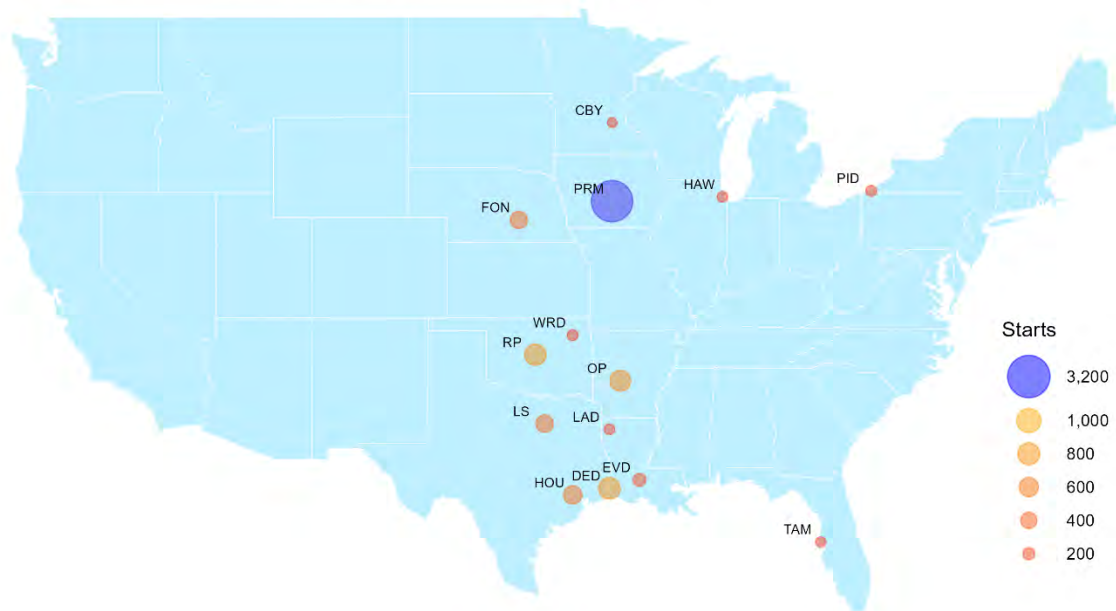 CBY
PRM
HAW
PID
FON
WRD
RP
OP
LS
LAD
EVD
DED
HOU
TAM
Starts
3,200
1,000
800
600
400
200